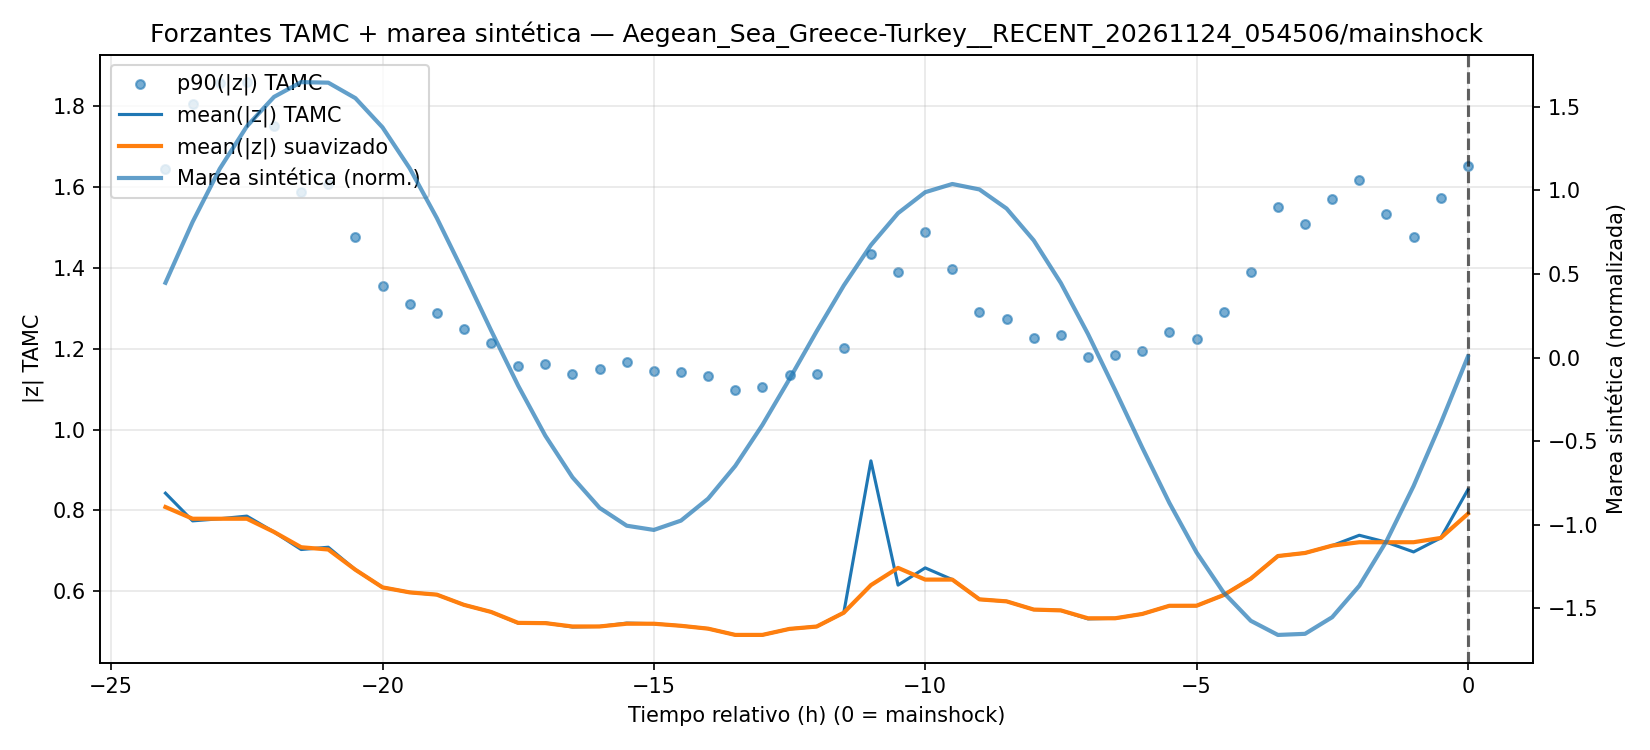 Forzantes TAMC + marea sintética — Aegean_Sea_Greece-Turkey__RECENT_20261124_054506/mainshock
p90(|z|) TAMC
mean(|z|) TAMC
mean(|z|) suavizado
Marea sintética (norm.)
|z| TAMC
1.8
1.6
1.4
1.2
1.0
0.8
0.6
1.5
1.0
0.5
0.0
−0.5
−1.0
−1.5
Marea sintética (normalizada)
−25 −20 −15 −10 −5 0
Tiempo relativo (h) (0 = mainshock)